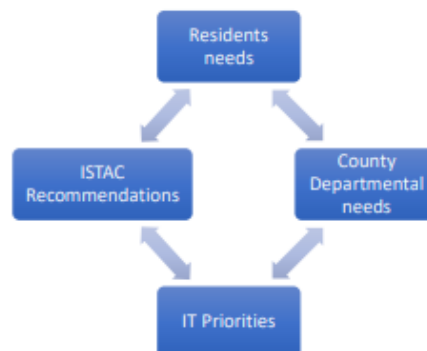 Residents
needs
ISTAC
Recommendations
County
Departmental
needs
IT Priorities